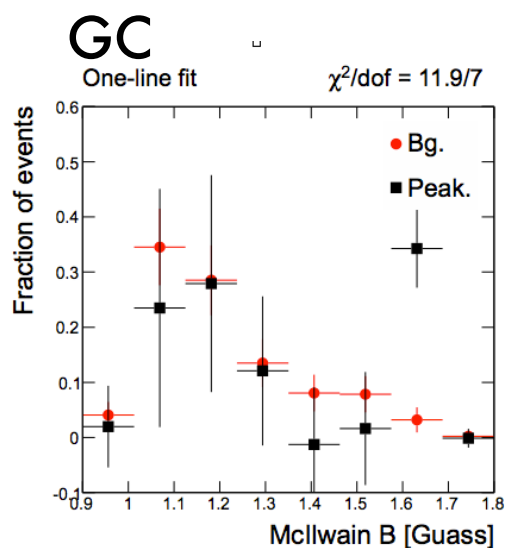 GC
One-line fit
χ²/dof = 11.9/7
0.6
Bg.
0.5
Peak.
0.4
0.3
0.2
0.1
0
-0.1
Fraction of events
0.9 1 1.1 1.2 1.3 1.4 1.5 1.6 1.7 1.8
McIlwain B [Guass]